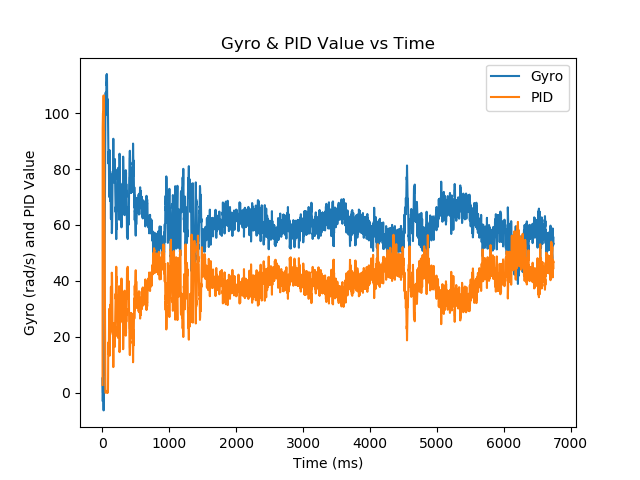 Gyro & PID Value vs Time
Gyro
PID
100
80
60
40
20
0
Gyro (rad/s) and PID Value
0 1000 2000 3000 4000 5000 6000 7000
Time (ms)